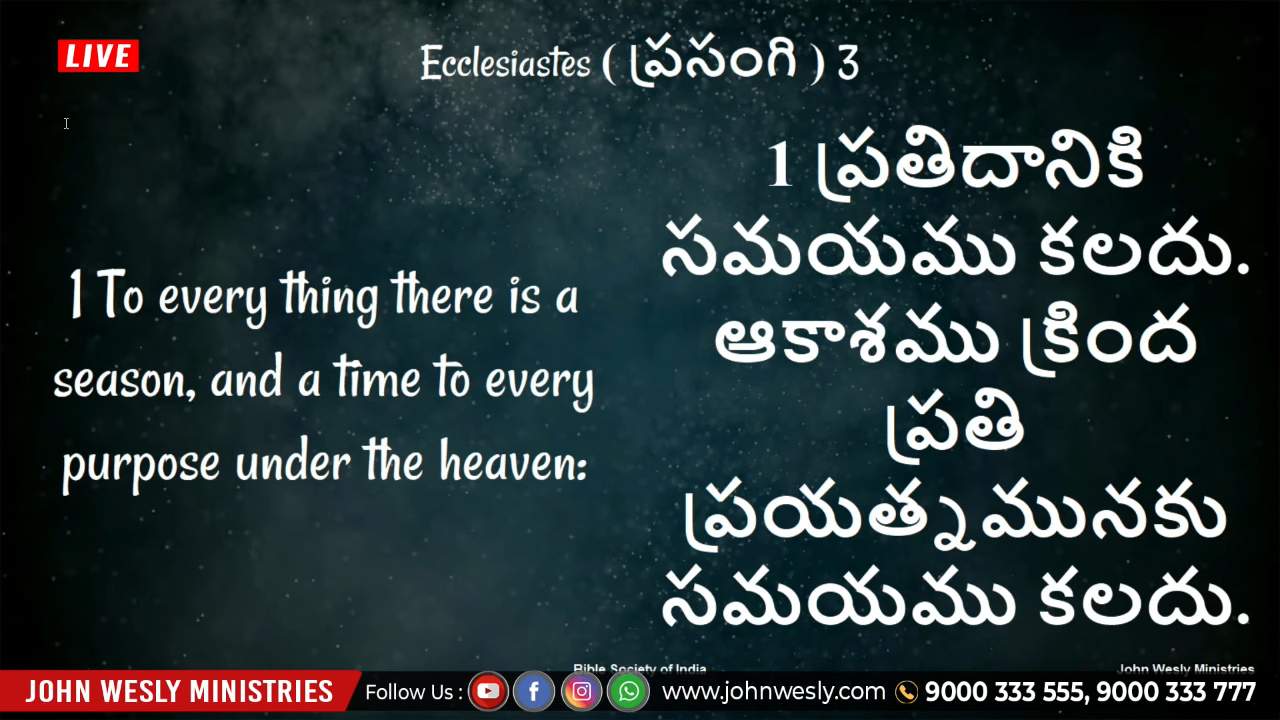 LIVE
Ecclesiastes ( ప్రసంగి ) 3
1 To every thing there is a
season, and a time to every
purpose under the heaven:
1 ప్రతిదానికి
సమయము కలదు.
ఆకాశము క్రింద
ప్రతి
ప్రయత్నమునకు
సమయము కలదు.
Bible Society of India
John Wesly Ministries
JOHN WESLY MINISTRIES
Follow Us :
www.johnwesly.com
9000 333 555, 9000 333 777